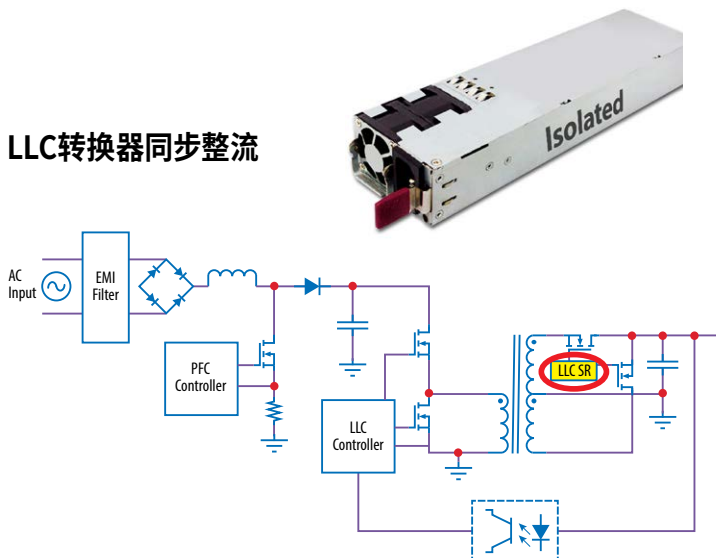 Isolated
LLC转换器同步整流
AC
Input
EMI
Filter
PFC
Controller
LLC
Controller
LLC SR